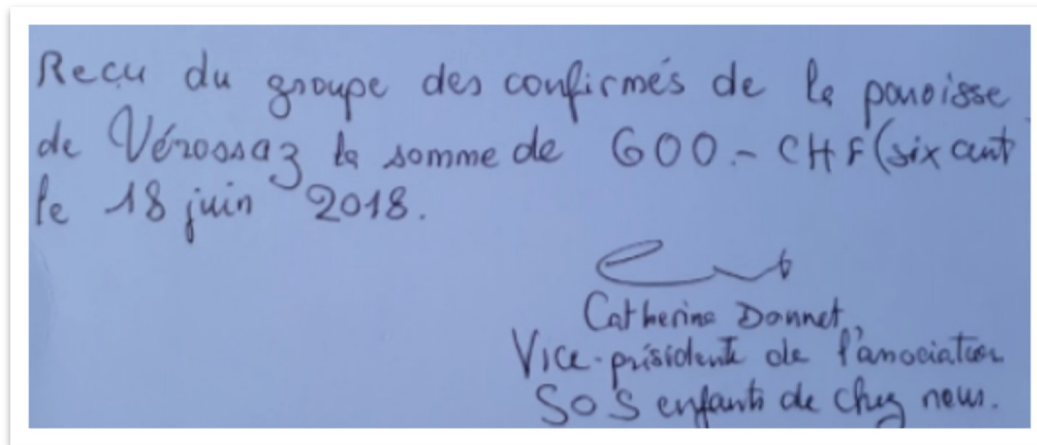 Reçu du groupe des confirmés de la paroisse
de Vérossaz la somme de 600.- CHF (six cent
le 18 juin 2018.
Catherine Donnet,
Vice-présidente de l'association
SOS enfants de chez nous.